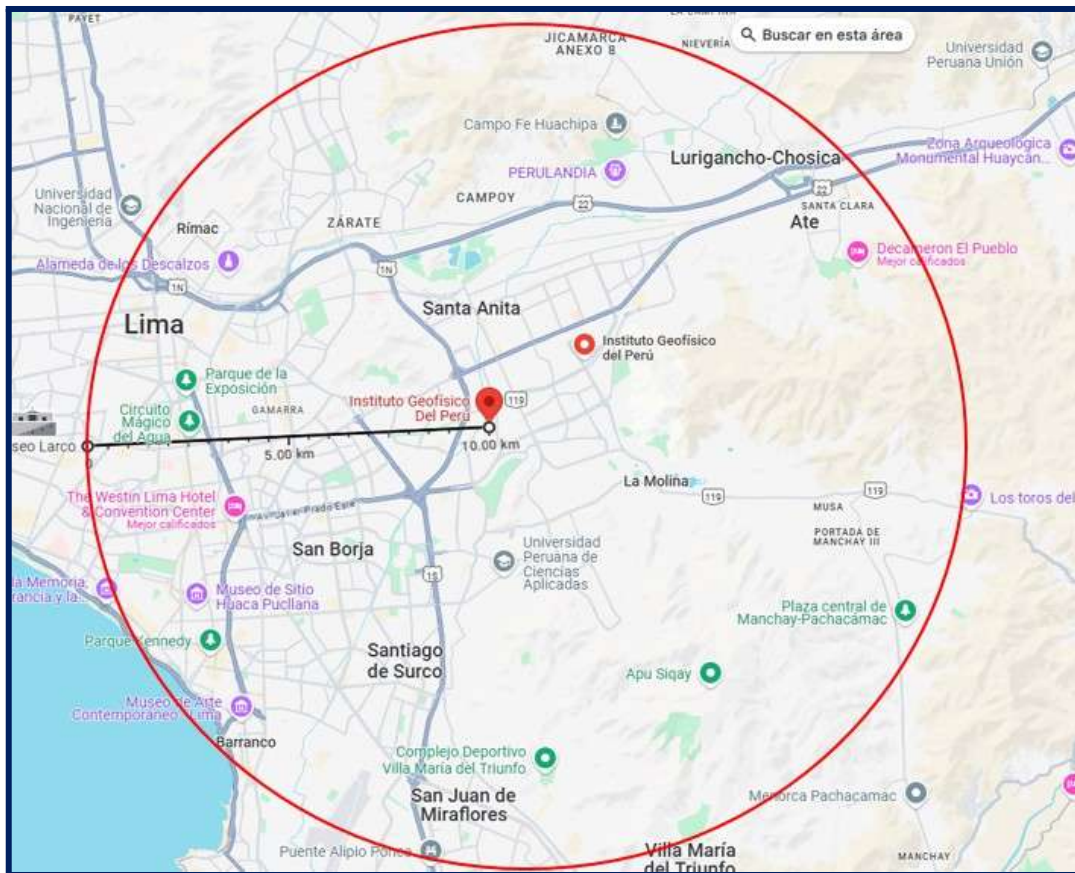 PAYET
JICAMARCA
ANEXO 8
NIEVERÍA
Buscar en esta área
Universidad
Peruana Unión
Campo Fe Huachipa
Zona Arqueológica
Monumental Huaycán...
Lurigancho-Chosica
PERULANDIA
Universidad
Nacional de
Ingeniería
CAMPOY
22
22
SANTA CLARA
Rímac
ZÁRATE
Ate
Alameda de los Descalzos
1N
1N
Decameron El Pueblo
Mejor calificados
Santa Anita
Lima
Instituto Geofísico
del Perú
Parque de la
Exposición
Instituto Geofísico
Del Perú
119
GAMARRA
Circuito
Mágico
del Agua
seo Larco
0
5.00 km
10.00 km
La Molina
119
119
Los toros del
MUSA
The Westin Lima Hotel
& Convention Center
Mejor calificados
PORTADA DE
MANCHAY III
San Borja
Universidad
Peruana de
Ciencias
Aplicadas
1S
la Memoria,
Museo de Sitio
Huaca Pucllana
Plaza central de
Manchay-Pachacámac
Parque Kennedy
Santiago
de Surco
Apu Siqay
Museo de Arte
Contemporáneo - Lima
Barranco
Complejo Deportivo
Villa María del Triunfo
San Juan de
Miraflores
Menorca Pachacamac
Puente Alipio Ponce
Villa María
del Triunfo
MANCHAY